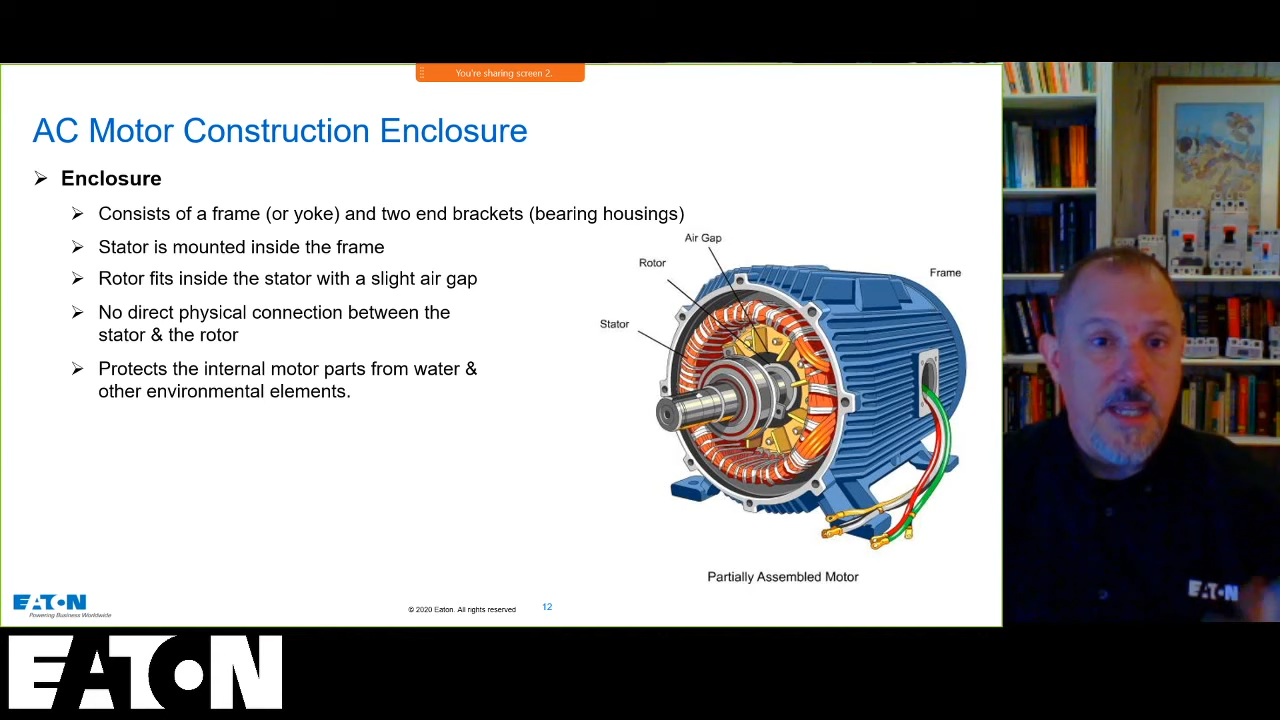 You're sharing screen 2.
AC Motor Construction Enclosure
Enclosure
Consists of a frame (or yoke) and two end brackets (bearing housings)
Stator is mounted inside the frame
Rotor fits inside the stator with a slight air gap
No direct physical connection between the
stator & the rotor
Protects the internal motor parts from water &
other environmental elements.
Air Gap
Rotor
Frame
Stator
Partially Assembled Motor
EATON
Powering Business Worldwide
© 2020 Eaton. All rights reserved
12
EATON
EATON